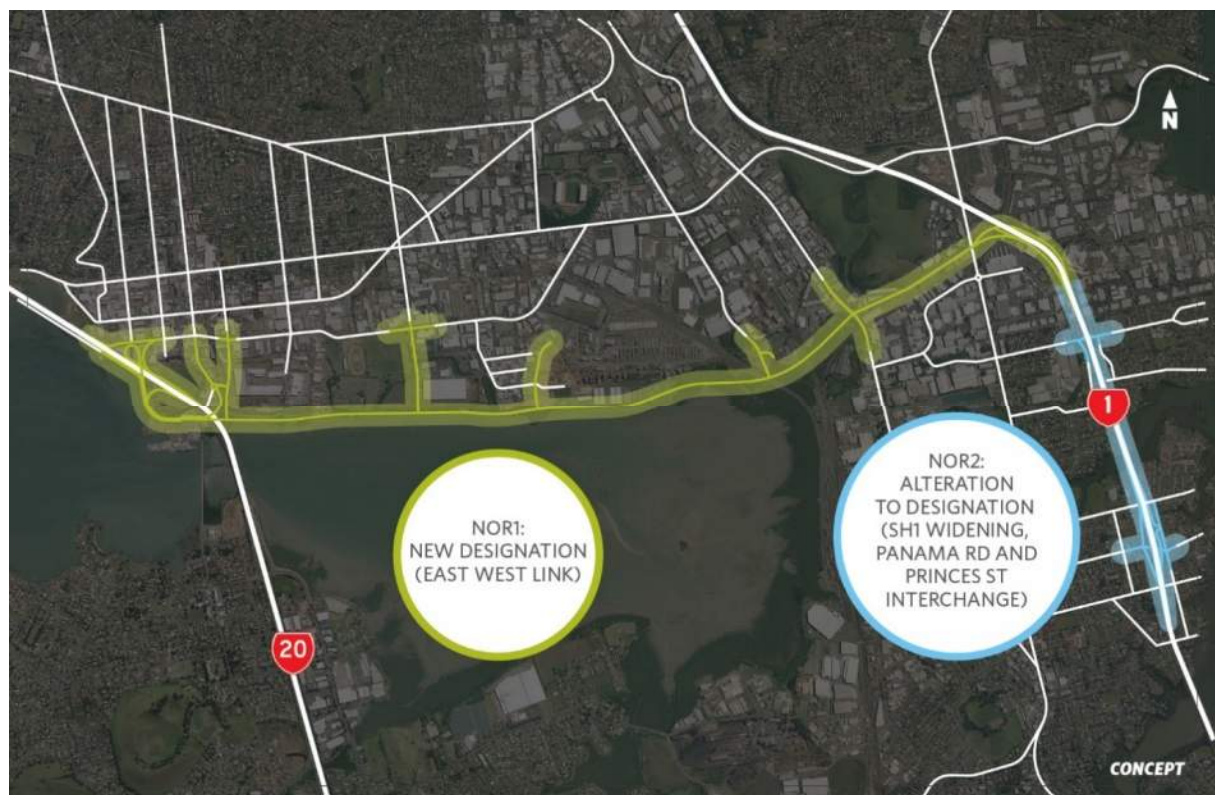 N
1
NOR1:
NEW DESIGNATION
(EAST WEST LINK)
NOR2:
ALTERATION
TO DESIGNATION
(SH1 WIDENING,
PANAMA RD AND
PRINCES ST
INTERCHANGE)
20
CONCEPT